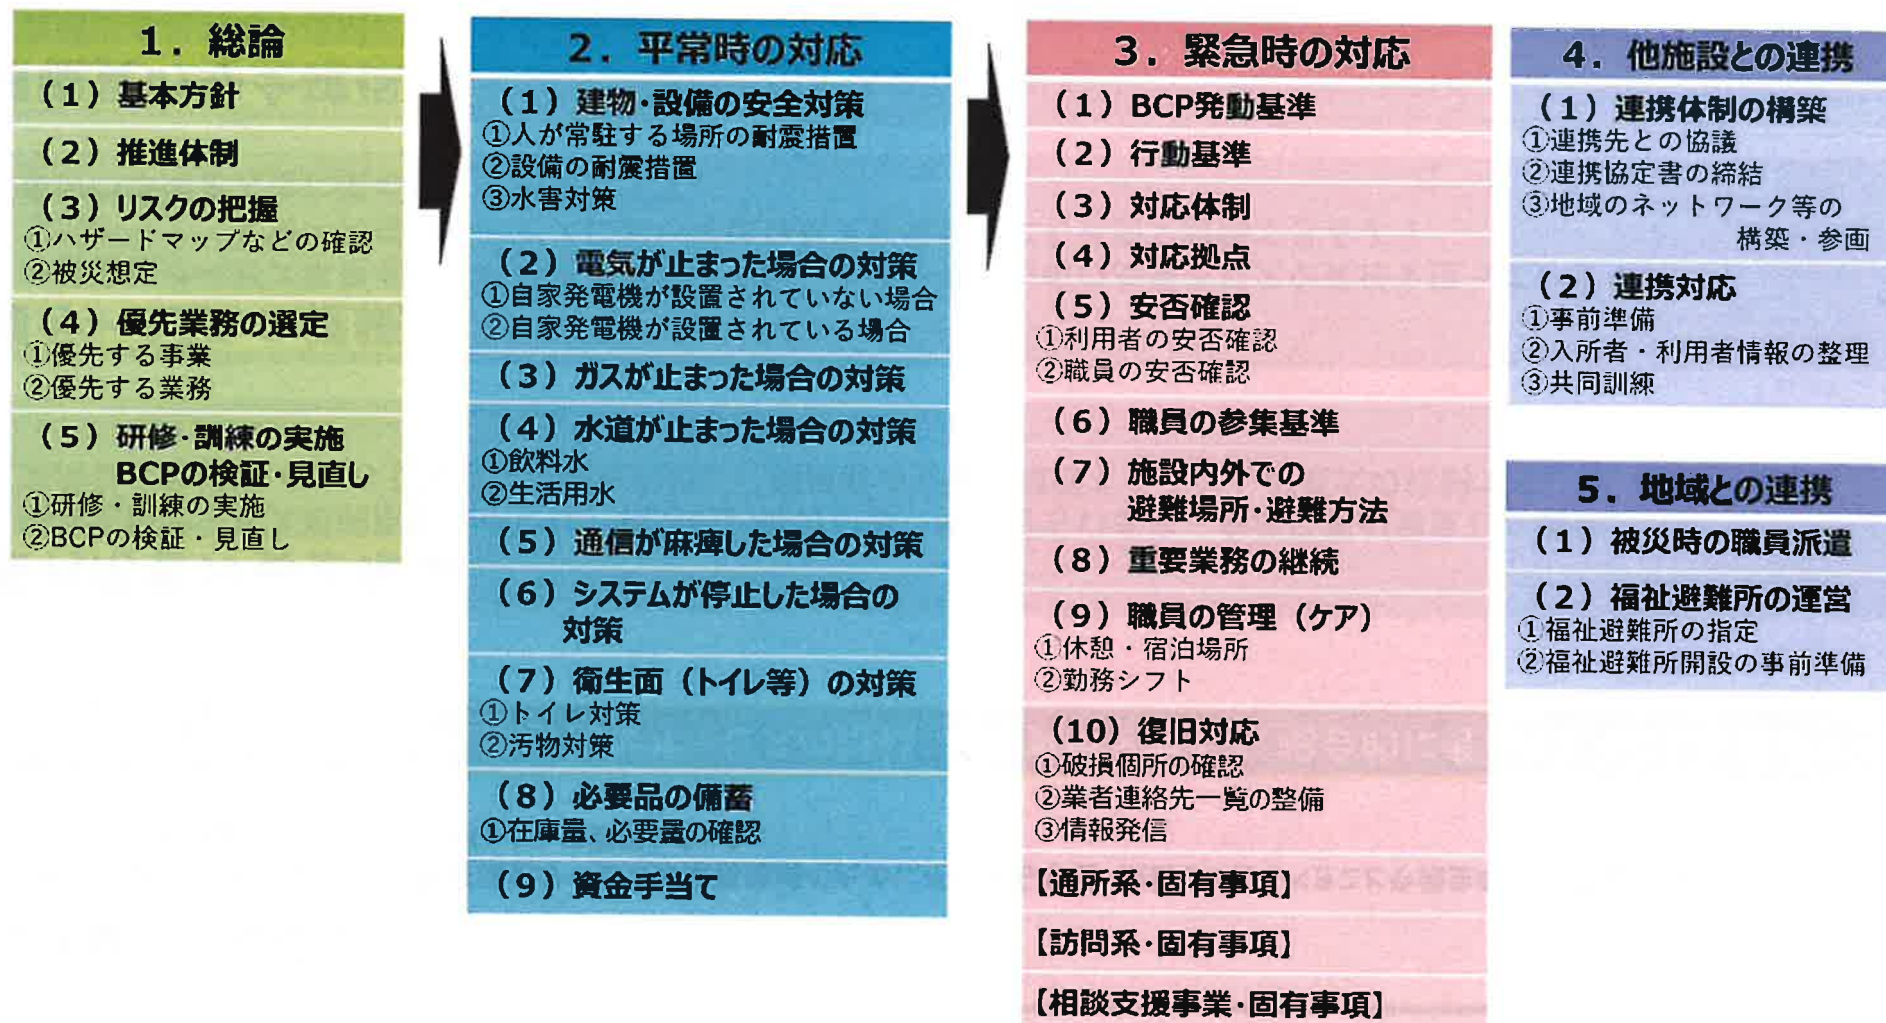 1．総論
（1）基本方針
（2）推進体制
（3）リスクの把握
①ハザードマップなどの確認
②被災想定
（4）優先業務の選定
①優先する事業
②優先する業務
（5）研修・訓練の実施
BCPの検証・見直し
①研修・訓練の実施
②BCPの検証・見直し
2．平常時の対応
（1）建物・設備の安全対策
①人が常駐する場所の耐震措置
②設備の耐震措置
③水害対策
（2）電気が止まった場合の対策
①自家発電機が設置されていない場合
②自家発電機が設置されている場合
（3）ガスが止まった場合の対策
（4）水道が止まった場合の対策
①飲料水
②生活用水
（5）通信が麻痺した場合の対策
（6）システムが停止した場合の
対策
（7）衛生面（トイレ等）の対策
①トイレ対策
②汚物対策
（8）必要品の備蓄
①在庫量、必要量の確認
（9）資金手当て
3．緊急時の対応
（1）BCP発動基準
（2）行動基準
（3）対応体制
（4）対応拠点
（5）安否確認
①利用者の安否確認
②職員の安否確認
（6）職員の参集基準
（7）施設内外での
避難場所・避難方法
（8）重要業務の継続
（9）職員の管理（ケア）
①休憩・宿泊場所
②勤務シフト
（10）復旧対応
①破損個所の確認
②業者連絡先一覧の整備
③情報発信
【通所系・固有事項】
【訪問系・固有事項】
【相談支援事業・固有事項】
4．他施設との連携
（1）連携体制の構築
①連携先との協議
②連携協定書の締結
③地域のネットワーク等の
構築・参画
（2）連携対応
①事前準備
②入所者・利用者情報の整理
③共同訓練
5．地域との連携
（1）被災時の職員派遣
（2）福祉避難所の運営
①福祉避難所の指定
②福祉避難所開設の事前準備